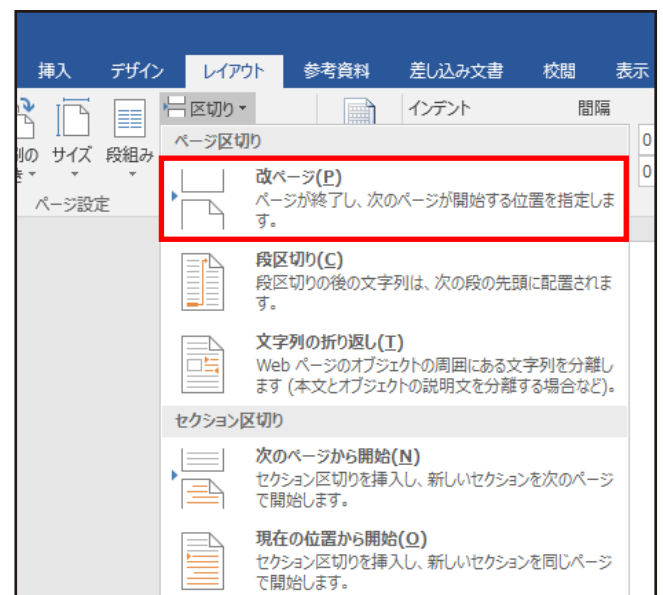 挿入 デザイン レイアウト 参考資料 差し込み文書 校閲 表示
区切り インデント 間隔
サイズ 段組み
ページ設定
ページ区切り
改ページ(P)
ページが終了し、次のページが開始する位置を指定しま
す。
段区切り(C)
段区切りの後の文字列は、次の段の先頭に配置されま
す。
文字列の折り返し(T)
Web ページのオブジェクトの周囲にある文字列を分離し
ます (本文とオブジェクトの説明文を分離する場合など)。
セクション区切り
次のページから開始(N)
セクション区切りを挿入し、新しいセクションを次のページ
で開始します。
現在の位置から開始(O)
セクション区切りを挿入し、新しいセクションを同じページ
で開始します。